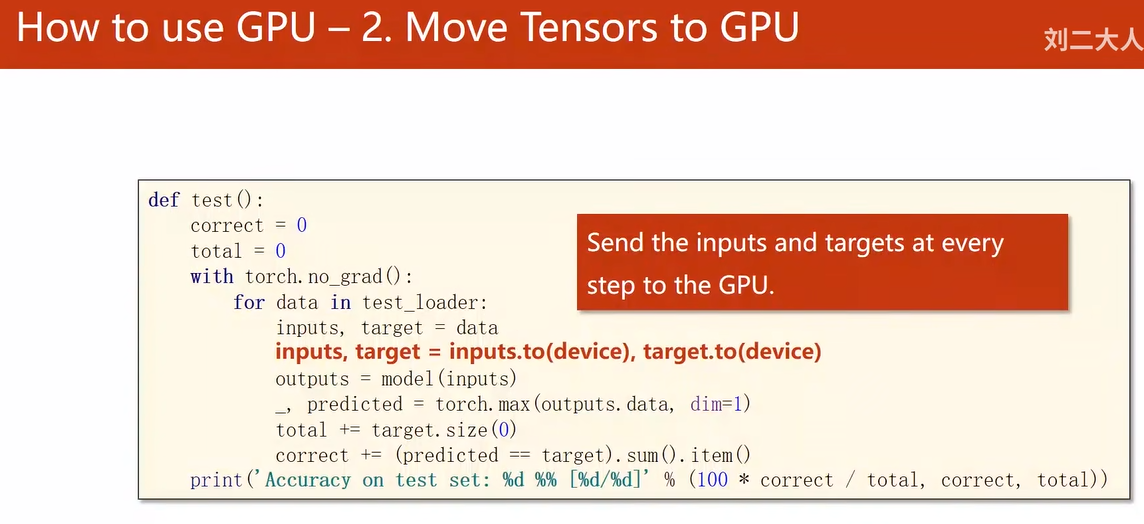 How to use GPU – 2. Move Tensors to GPU
刘二大人
def test():
    correct = 0
    total = 0
    with torch.no_grad():
        for data in test_loader:
            inputs, target = data
            inputs, target = inputs.to(device), target.to(device)
            outputs = model(inputs)
            _, predicted = torch.max(outputs.data, dim=1)
            total += target.size(0)
            correct += (predicted == target).sum().item()
    print('Accuracy on test set: %d %% [%d/%d]' % (100 * correct / total, correct, total))
Send the inputs and targets at every
step to the GPU.